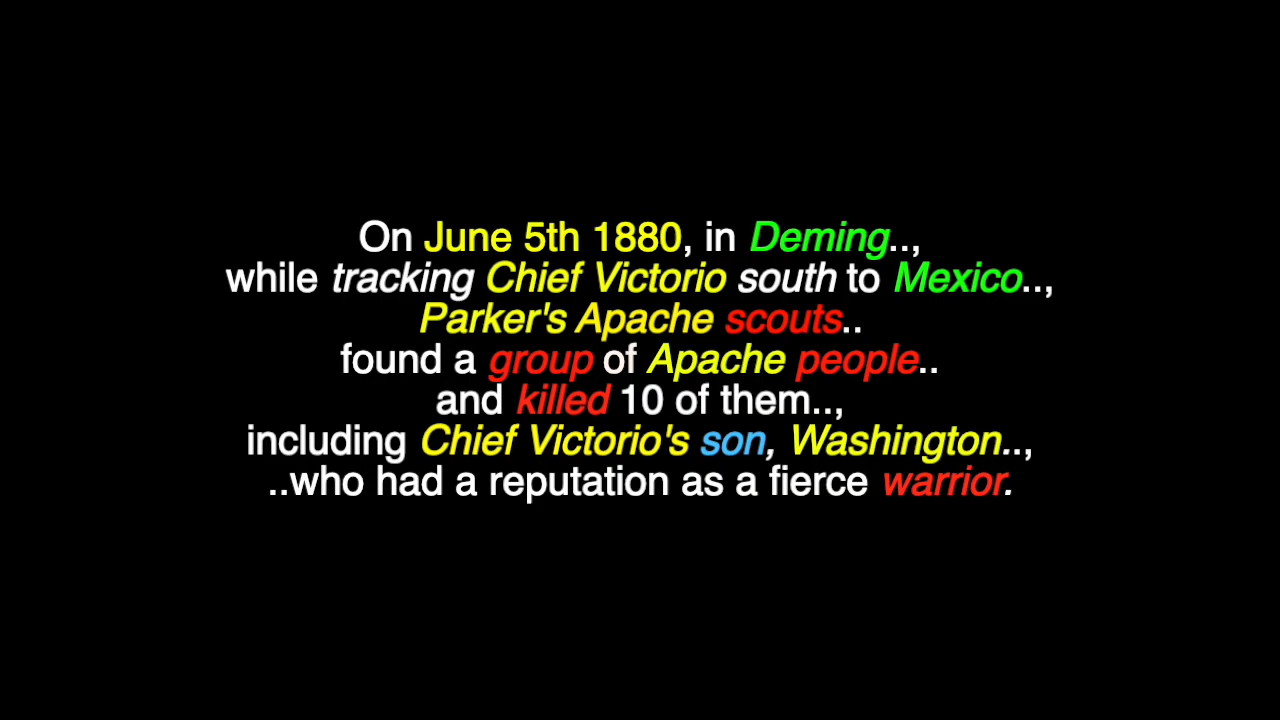 On June 5th 1880, in Deming..,
while tracking Chief Victorio south to Mexico..,
Parker's Apache scouts..
found a group of Apache people..
and killed 10 of them..,
including Chief Victorio's son, Washington..,
..who had a reputation as a fierce warrior.